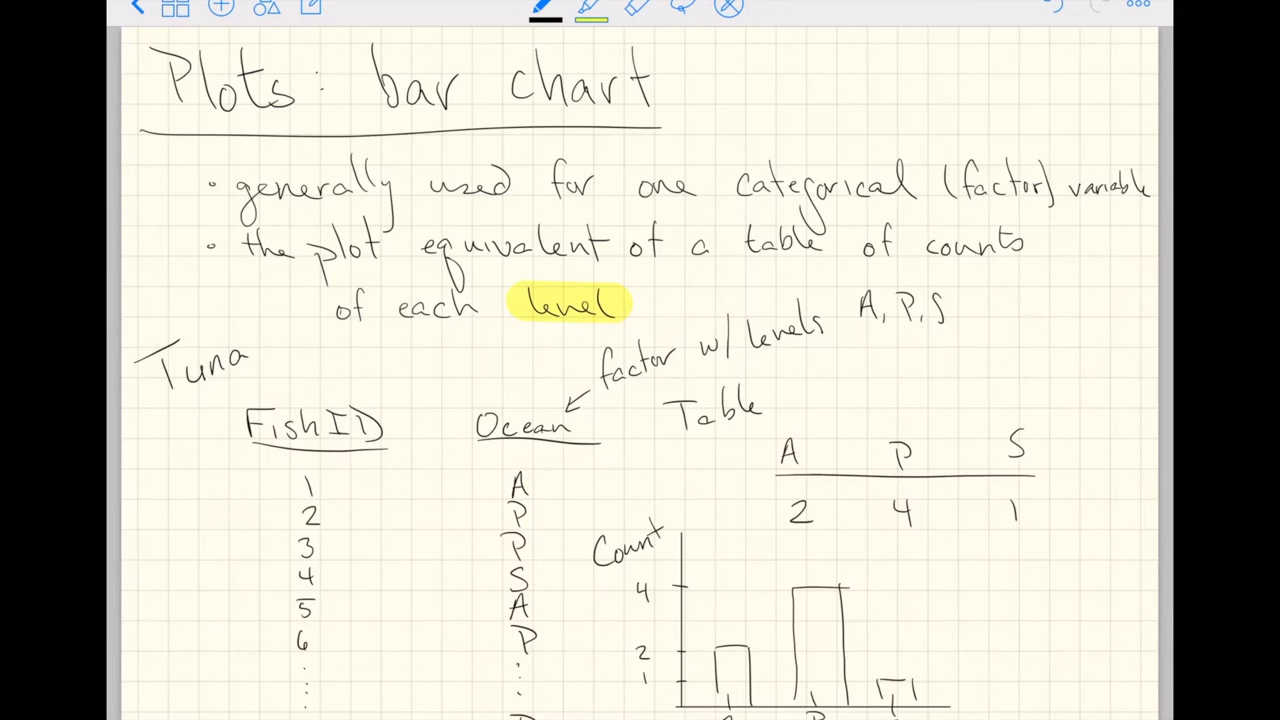 Plots: bar chart
· generally used for one categorical (factor) variable
· the plot equivalent of a table of counts
of each level
factor w/ levels A, P, S
Tuna
FishID Ocean
1 A
2 P
3 P
4 S
5 A
6 P
Table
A P S
2 4 1
Count
4
2
1